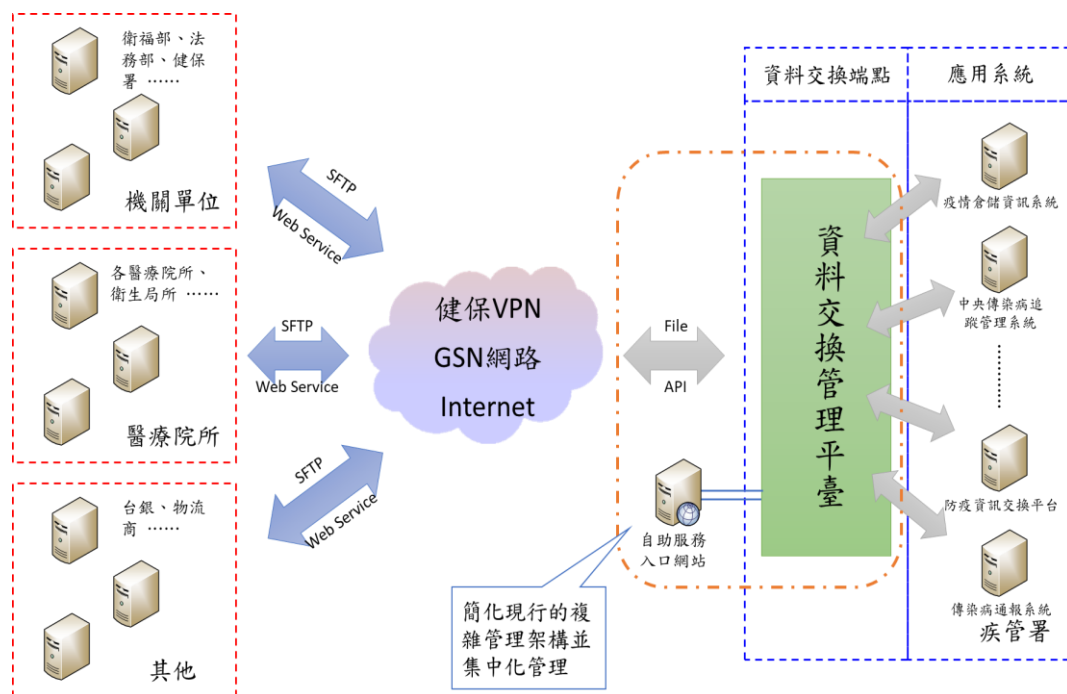 衛福部、法
務部、健保
署 ……
機關單位
各醫療院所、
衛生局所 ……
醫療院所
台銀、物流
商 ……
其他
SFTP
Web Service
SFTP
Web Service
SFTP
Web Service
健保VPN
GSN網路
Internet
File
API
自助服務
入口網站
簡化現行的複
雜管理架構並
集中化管理
資料交換端點
資料交換管理平臺
應用系統
疫情倉儲資訊系統
中央傳染病追
蹤管理系統
防疫資訊交換平台
傳染病通報系統
疾管署